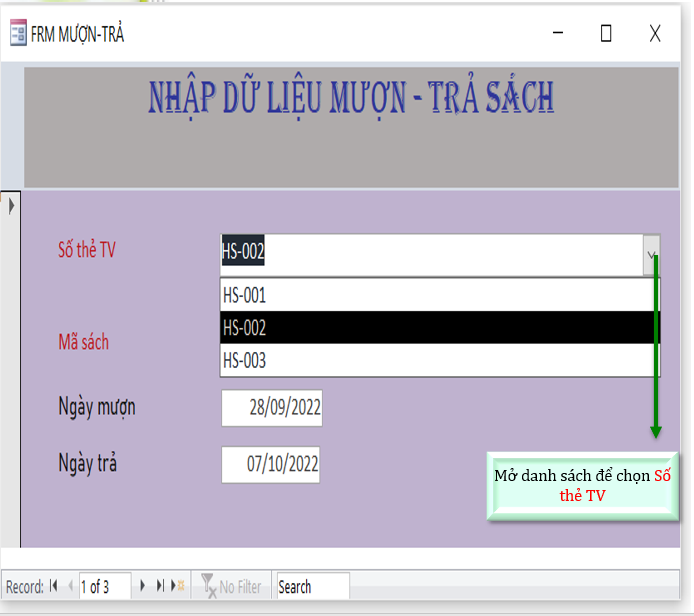 FRM MƯỢN-TRẢ
NHẬP DỮ LIỆU MƯỢN - TRẢ SÁCH
Số thẻ TV
HS-002
HS-001
HS-002
HS-003
Mã sách
Ngày mượn
28/09/2022
Ngày trả
07/10/2022
Mở danh sách để chọn Số
thẻ TV
Record: 1 of 3 No Filter Search